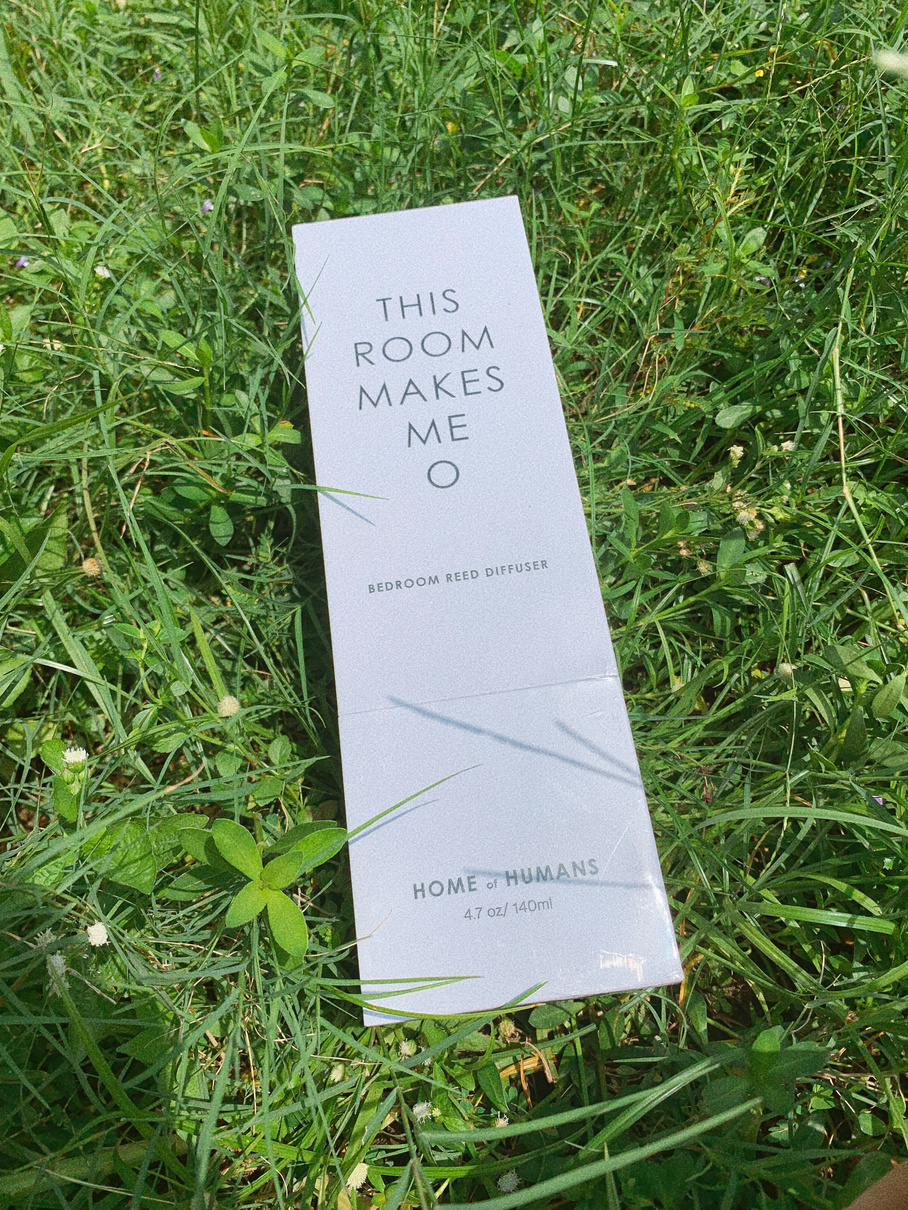 THIS
ROOM
MAKES
ME
O
BEDROOM REED DIFFUSER
HOME of HUMANS
4.7 oz/ 140ml